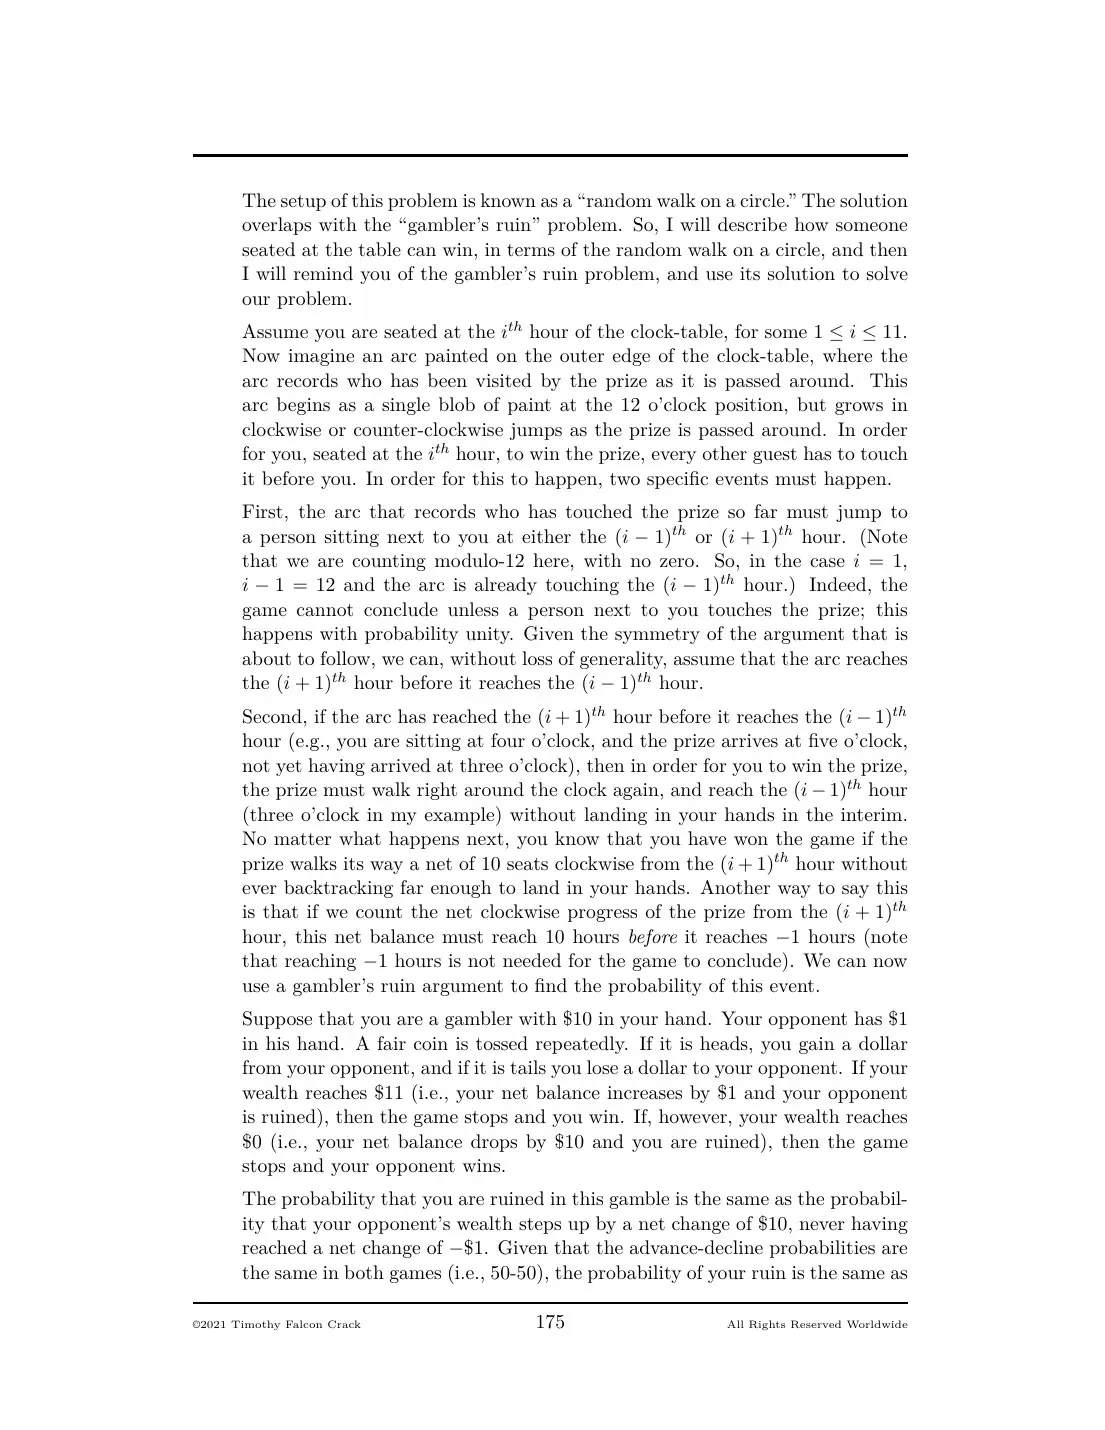 The setup of this problem is known as a “random walk on a circle.” The solution
overlaps with the “gambler’s ruin” problem. So, I will describe how someone
seated at the table can win, in terms of the random walk on a circle, and then
I will remind you of the gambler’s ruin problem, and use its solution to solve
our problem.
Assume you are seated at the i^th hour of the clock-table, for some 1 ≤ i ≤ 11.
Now imagine an arc painted on the outer edge of the clock-table, where the
arc records who has been visited by the prize as it is passed around. This
arc begins as a single blob of paint at the 12 o’clock position, but grows in
clockwise or counter-clockwise jumps as the prize is passed around. In order
for you, seated at the i^th hour, to win the prize, every other guest has to touch
it before you. In order for this to happen, two specific events must happen.
First, the arc that records who has touched the prize so far must jump to
a person sitting next to you at either the (i − 1)^th or (i + 1)^th hour. (Note
that we are counting modulo-12 here, with no zero. So, in the case i = 1,
i − 1 = 12 and the arc is already touching the (i − 1)^th hour.) Indeed, the
game cannot conclude unless a person next to you touches the prize; this
happens with probability unity. Given the symmetry of the argument that is
about to follow, we can, without loss of generality, assume that the arc reaches
the (i + 1)^th hour before it reaches the (i − 1)^th hour.
Second, if the arc has reached the (i + 1)^th hour before it reaches the (i − 1)^th
hour (e.g., you are sitting at four o’clock, and the prize arrives at five o’clock,
not yet having arrived at three o’clock), then in order for you to win the prize,
the prize must walk right around the clock again, and reach the (i − 1)^th hour
(three o’clock in my example) without landing in your hands in the interim.
No matter what happens next, you know that you have won the game if the
prize walks its way a net of 10 seats clockwise from the (i + 1)^th hour without
ever backtracking far enough to land in your hands. Another way to say this
is that if we count the net clockwise progress of the prize from the (i + 1)^th
hour, this net balance must reach 10 hours before it reaches −1 hours (note
that reaching −1 hours is not needed for the game to conclude). We can now
use a gambler’s ruin argument to find the probability of this event.
Suppose that you are a gambler with $10 in your hand. Your opponent has $1
in his hand. A fair coin is tossed repeatedly. If it is heads, you gain a dollar
from your opponent, and if it is tails you lose a dollar to your opponent. If your
wealth reaches $11 (i.e., your net balance increases by $1 and your opponent
is ruined), then the game stops and you win. If, however, your wealth reaches
$0 (i.e., your net balance drops by $10 and you are ruined), then the game
stops and your opponent wins.
The probability that you are ruined in this gamble is the same as the probabil-
ity that your opponent’s wealth steps up by a net change of $10, never having
reached a net change of −$1. Given that the advance-decline probabilities are
the same in both games (i.e., 50-50), the probability of your ruin is the same as
©2021 Timothy Falcon Crack
175
All Rights Reserved Worldwide